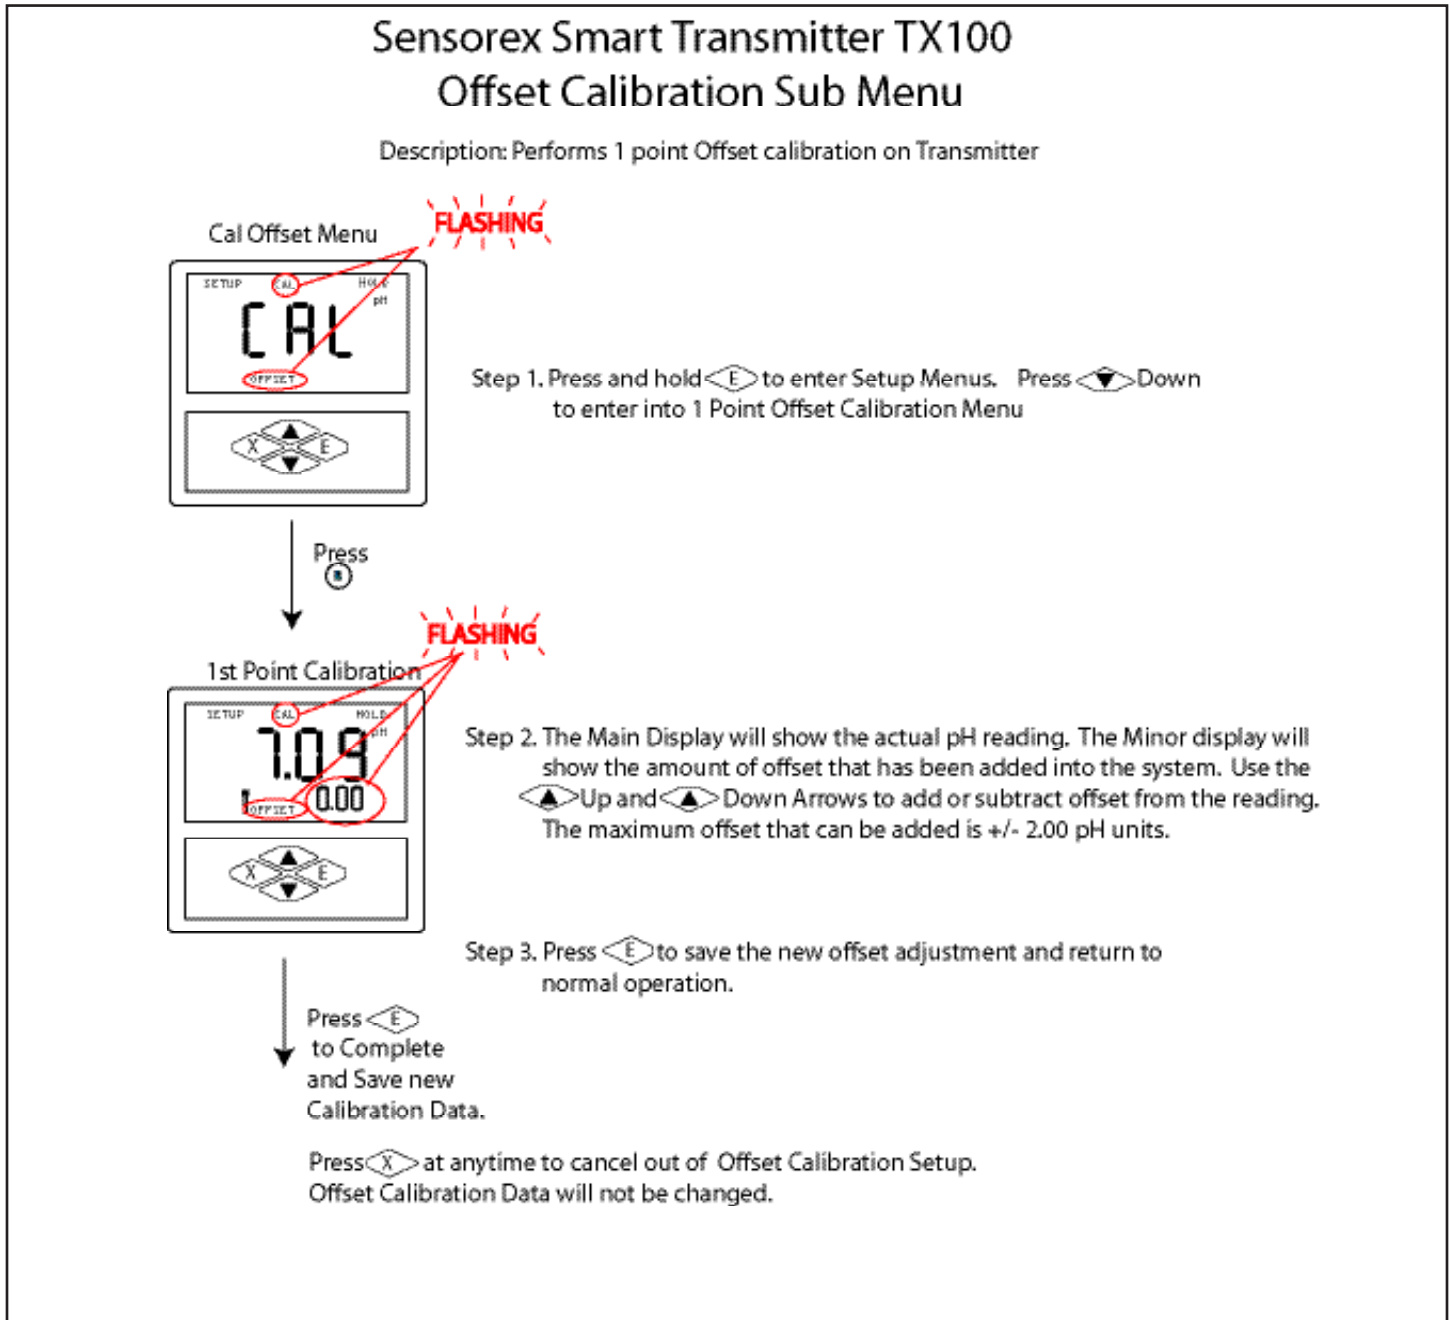 Sensorex Smart Transmitter TX100
Offset Calibration Sub Menu
Description: Performs 1 point Offset calibration on Transmitter
FLASHING
Cal Offset Menu
SETUP CAL HOLD
pH
CAL
OFFSET
X E
Step 1. Press and hold E to enter Setup Menus. Press Down
to enter into 1 Point Offset Calibration Menu
Press
FLASHING
1st Point Calibration
SETUP CAL HOLD
pH
7.09
1 OFFSET 0.00
X E
Step 2. The Main Display will show the actual pH reading. The Minor display will
show the amount of offset that has been added into the system. Use the
Up and Down Arrows to add or subtract offset from the reading.
The maximum offset that can be added is +/- 2.00 pH units.
Step 3. Press E to save the new offset adjustment and return to
normal operation.
Press E
to Complete
and Save new
Calibration Data.
Press X at anytime to cancel out of Offset Calibration Setup.
Offset Calibration Data will not be changed.